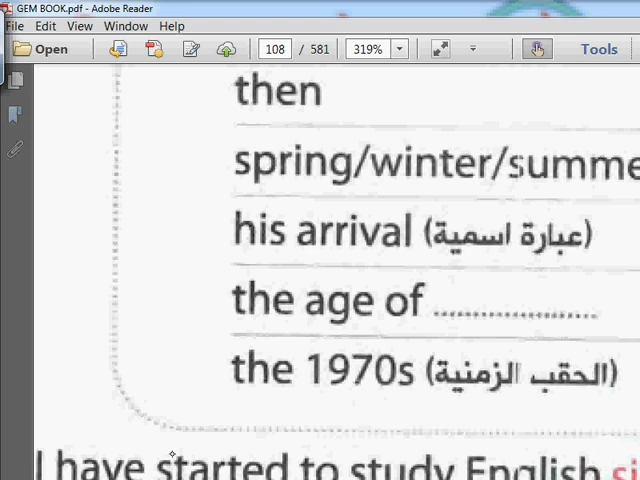 GEM BOOK.pdf - Adobe Reader
File Edit View Window Help
Open 108 / 581 319% Tools
then
spring/winter/summe
his arrival (عبارة اسمية)
the age of ....................
the 1970s (الحقب الزمنية)
I have started to study English si